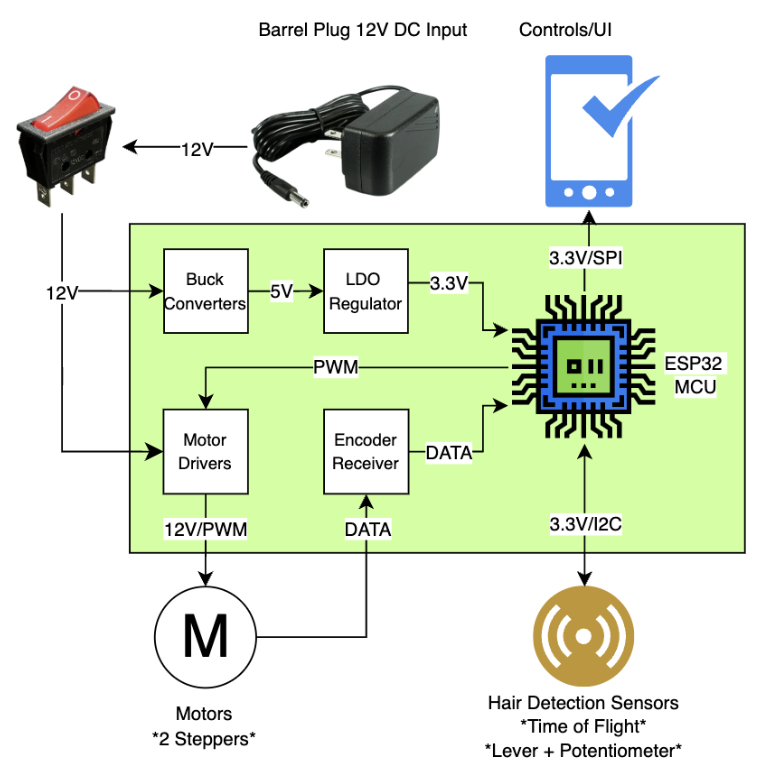 Barrel Plug 12V DC Input
Controls/UI
12V
3.3V/SPI
Buck
Converters
5V
LDO
Regulator
3.3V
12V
ESP32
MCU
PWM
Motor
Drivers
Encoder
Receiver
DATA
12V/PWM
DATA
3.3V/I2C
M
Motors
*2 Steppers*
Hair Detection Sensors
*Time of Flight*
*Lever + Potentiometer*